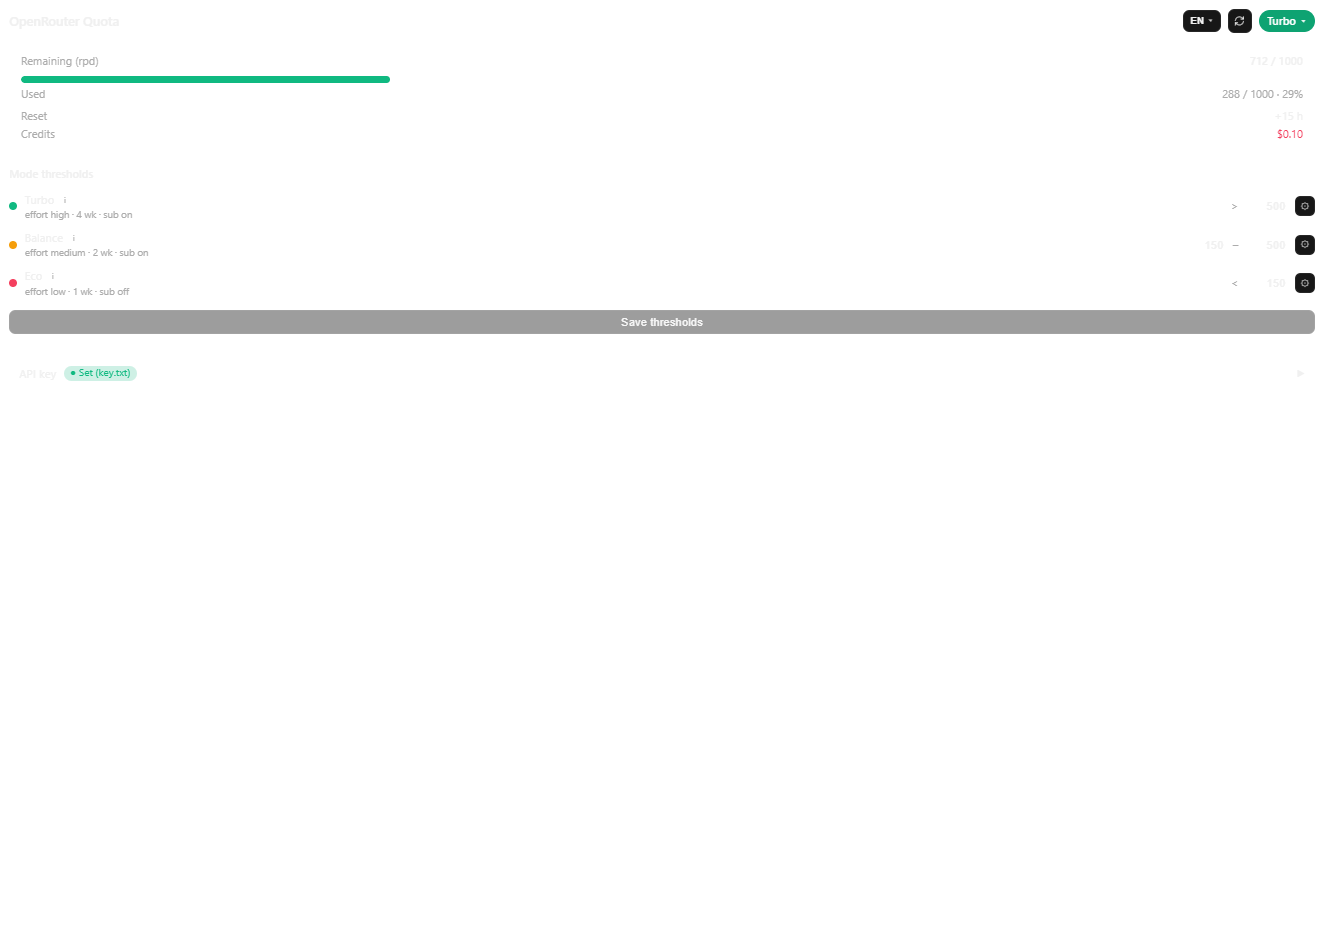 OpenRouter Quota EN Turbo
Remaining (rpd) 712 / 1000
Used 288 / 1000 · 29%
Reset +15 h
Credits $0.10
Mode thresholds
Turbo i
effort high · 4 wk · sub on > 500
Balance i
effort medium · 2 wk · sub on 150 – 500
Eco i
effort low · 1 wk · sub off < 150
Save thresholds
API key ● Set (key.txt)